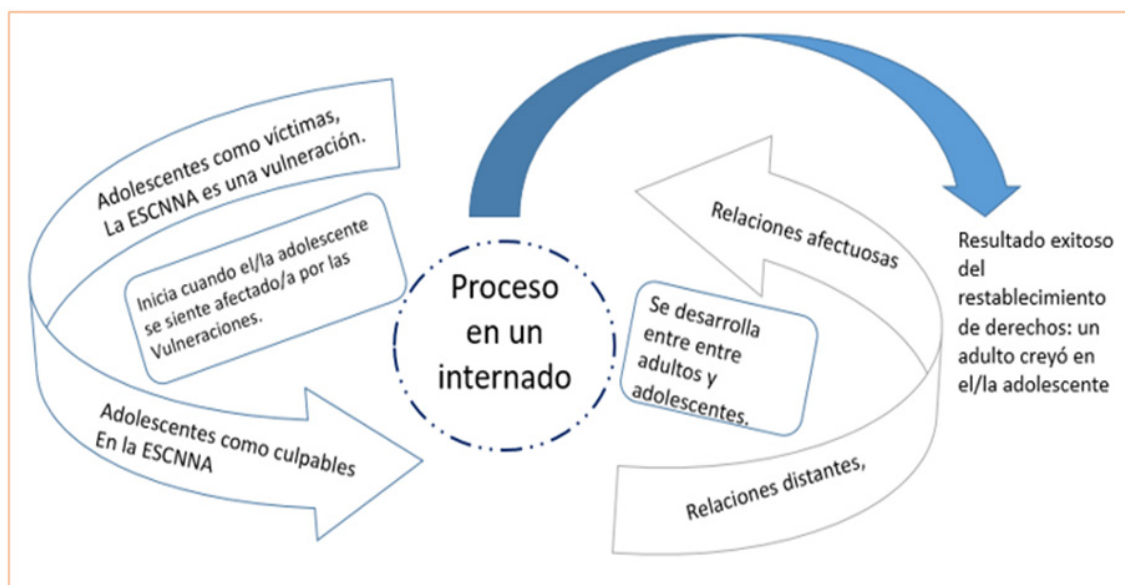 Adolescentes como víctimas,
La ESCNNA es una vulneración.
Inicia cuando el/la adolescente
se siente afectado/a por las
Vulneraciones.
Adolescentes como culpables
En la ESCNNA
Proceso
en un
internado
Relaciones afectuosas
Se desarrolla
entre entre
adultos y
adolescentes.
Relaciones distantes,
Resultado exitoso
del
restablecimiento
de derechos: un
adulto creyó en
el/la adolescente